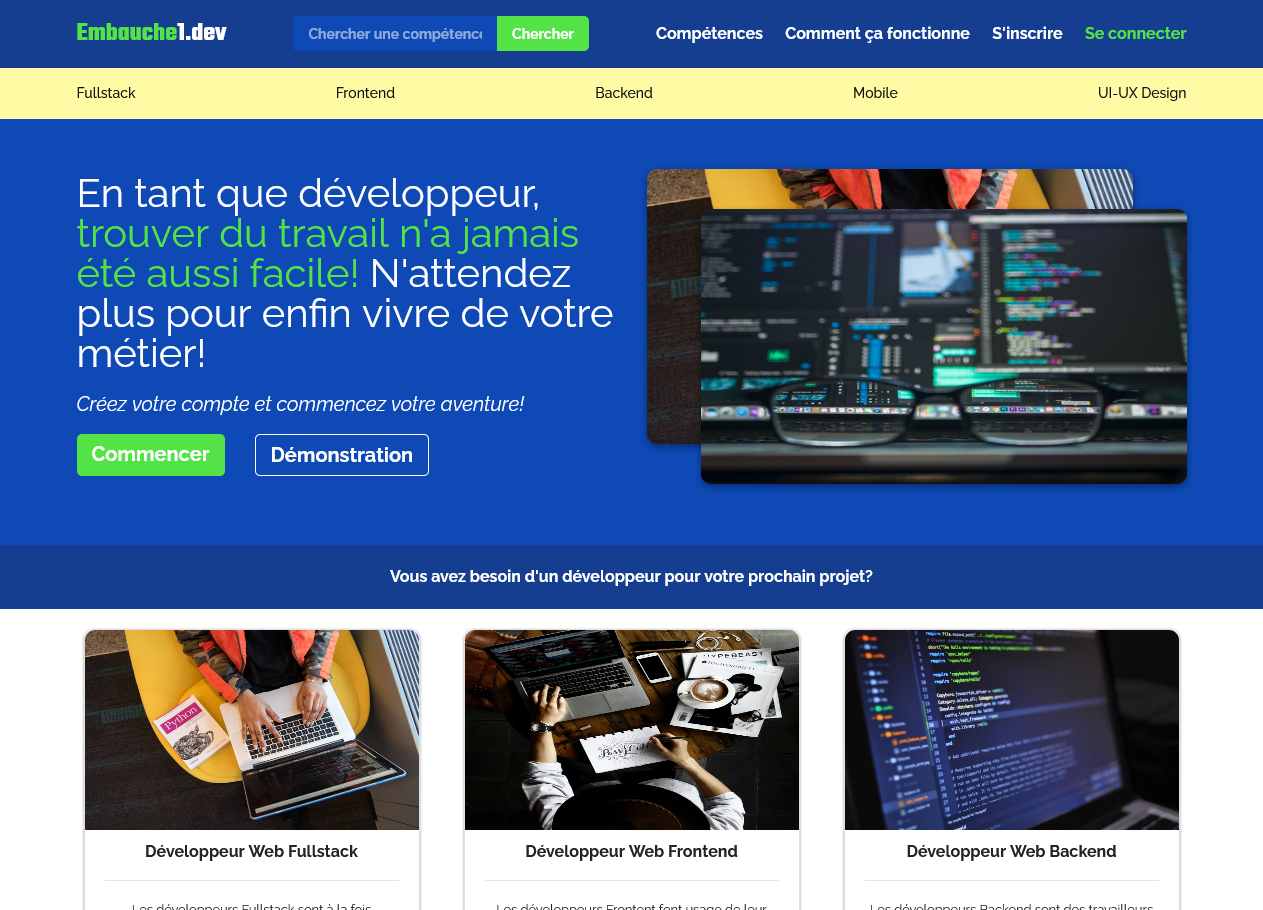 Embauche1.dev
Chercher une compétence
Chercher
Compétences
Comment ça fonctionne
S'inscrire
Se connecter
Fullstack
Frontend
Backend
Mobile
UI-UX Design
En tant que développeur,
trouver du travail n'a jamais
été aussi facile! N'attendez
plus pour enfin vivre de votre
métier!
Créez votre compte et commencez votre aventure!
Commencer
Démonstration
Vous avez besoin d'un développeur pour votre prochain projet?
Python
HYPEBEAST
Développeur Web Fullstack
Développeur Web Frontend
Développeur Web Backend
Les développeurs Fullstack sont à la fois
Les développeurs Frontent font usage de leur
Les développeurs Backend sont des travailleurs